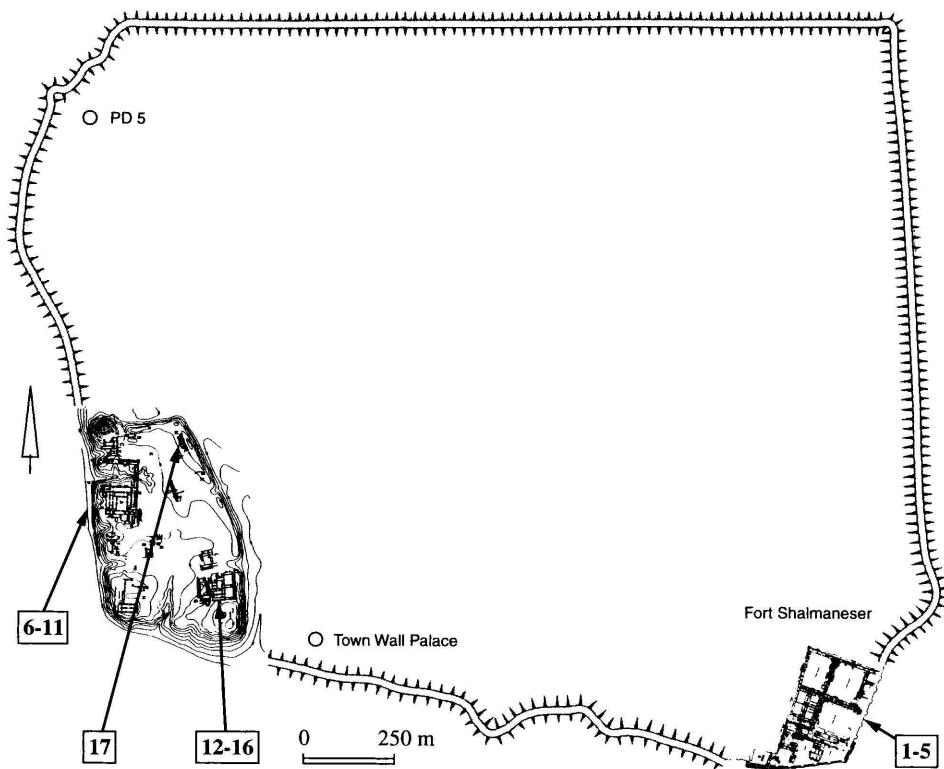 PD 5
Fort Shalmaneser
6-11
Town Wall Palace
17
12-16
0 250 m
1-5